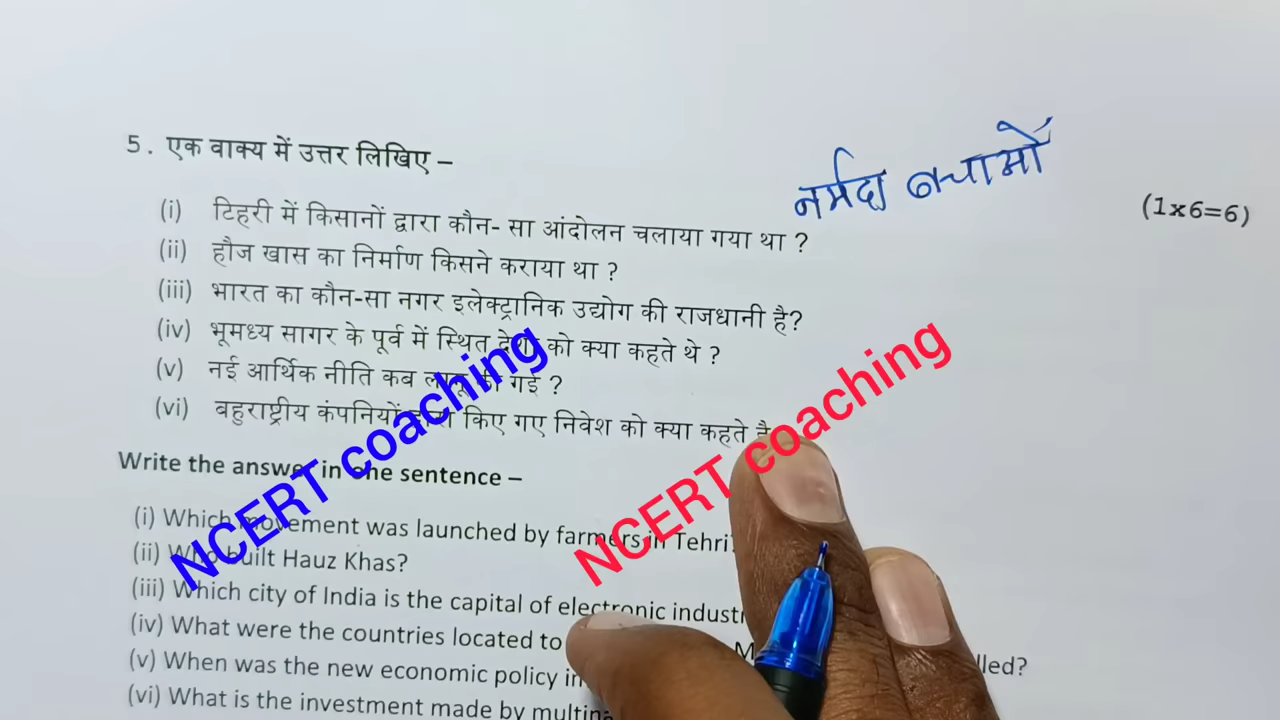 नर्मदा बचाओं
5. एक वाक्य में उत्तर लिखिए –
(1x6=6)
(i) टिहरी में किसानों द्वारा कौन- सा आंदोलन चलाया गया था ?
(ii) हौज खास का निर्माण किसने कराया था ?
(iii) भारत का कौन-सा नगर इलेक्ट्रानिक उद्योग की राजधानी है?
(iv) भूमध्य सागर के पूर्व में स्थित को क्या कहते थे ?
(v) नई आर्थिक नीति कब की गई ?
(vi) बहुराष्ट्रीय कंपनियों किए गए निवेश को क्या कहते
NCERT coaching
NCERT coaching
Write the answer in one sentence –
(i) Which movement was launched by farmers in Tehri?
(ii) Who built Hauz Khas?
(iii) Which city of India is the capital of electronic
(iv) What were the countries located to
(v) When was the new economic policy
(vi) What is the investment made by